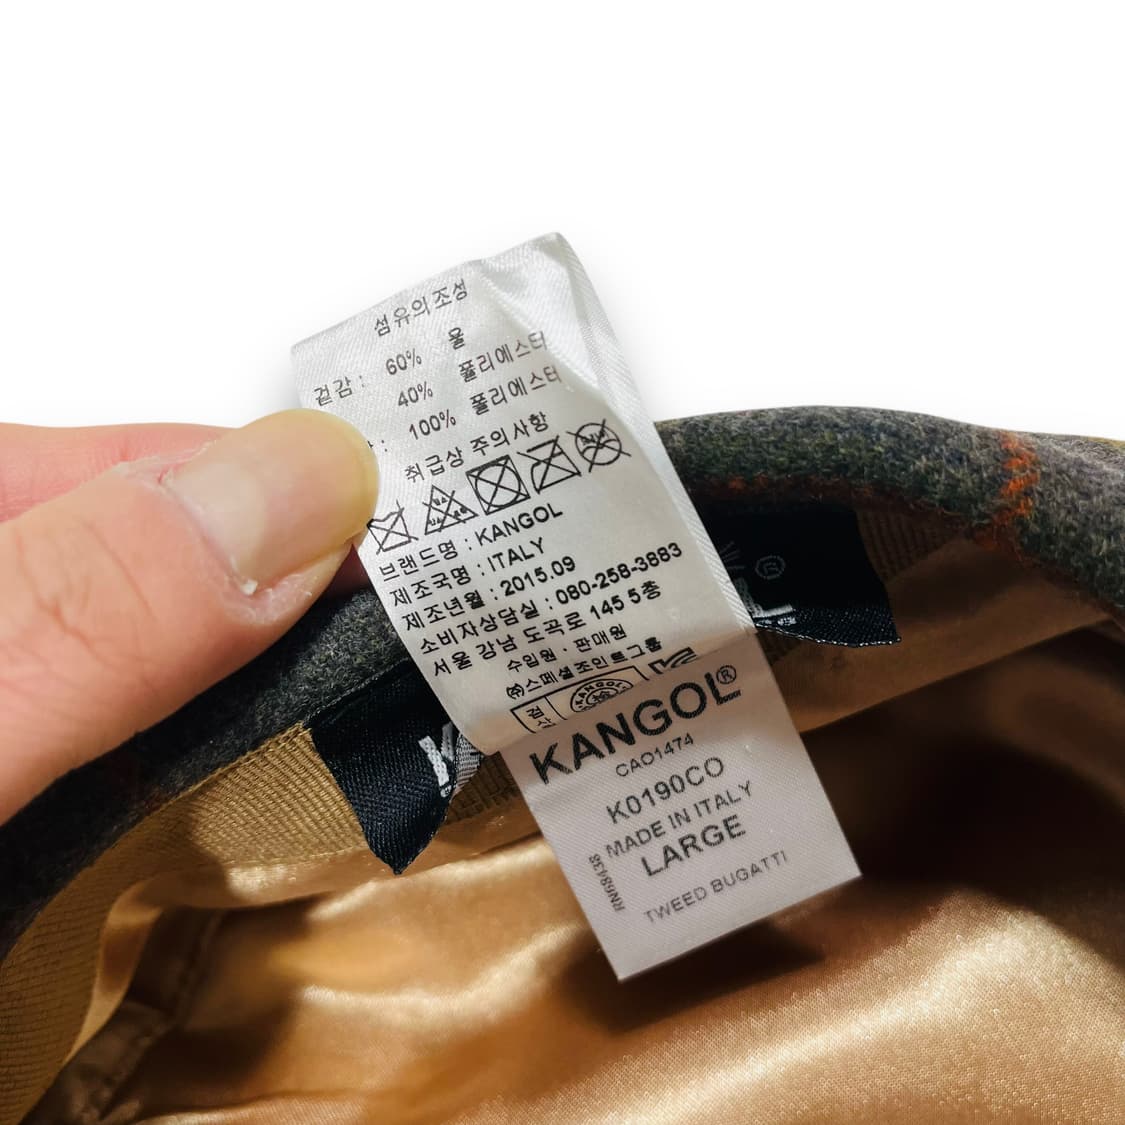 섬유의조성
겉감 : 60% 울
40% 폴리에스터
: 100% 폴리에스터
취급상 주의사항
브랜드명 : KANGOL
제조국명 : ITALY
제조년월 : 2015.09
소비자상담실 : 080-258-3883
서울 강남 도곡로 145 5층
수입원 · 판매원
㈜스페셜조인트그룹
검
KANGOL
KANGOL®
CAO1474
K0190CO
MADE IN ITALY
LARGE
RN68438
TWEED BUGATTI
®